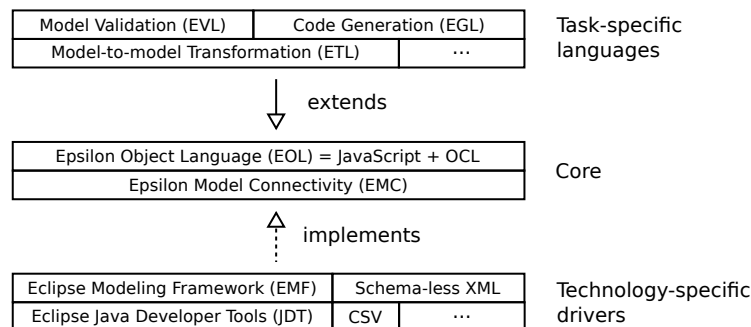 Model Validation (EVL) Code Generation (EGL)
Model-to-model Transformation (ETL) ...
Task-specific
languages
extends
Epsilon Object Language (EOL) = JavaScript + OCL
Epsilon Model Connectivity (EMC)
Core
implements
Eclipse Modeling Framework (EMF) Schema-less XML
Eclipse Java Developer Tools (JDT) CSV ...
Technology-specific
drivers